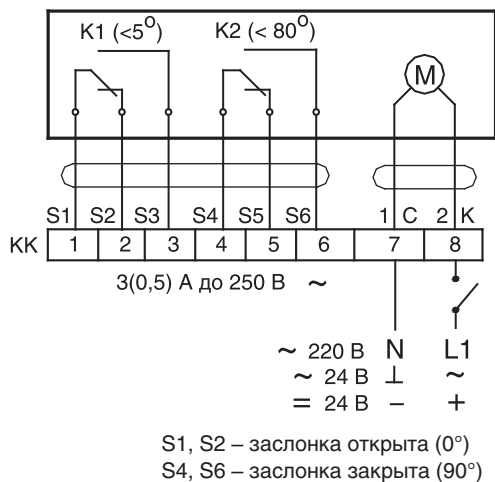 K1 (<5°) K2 (< 80°)
M
S1 S2 S3 S4 S5 S6 1 C 2 K
КК 1 2 3 4 5 6 7 8
3(0,5) А до 250 В ~
~ 220 В N L1
~ 24 В ⊥ ~
= 24 В – +
S1, S2 – заслонка открыта (0°)
S4, S6 – заслонка закрыта (90°)